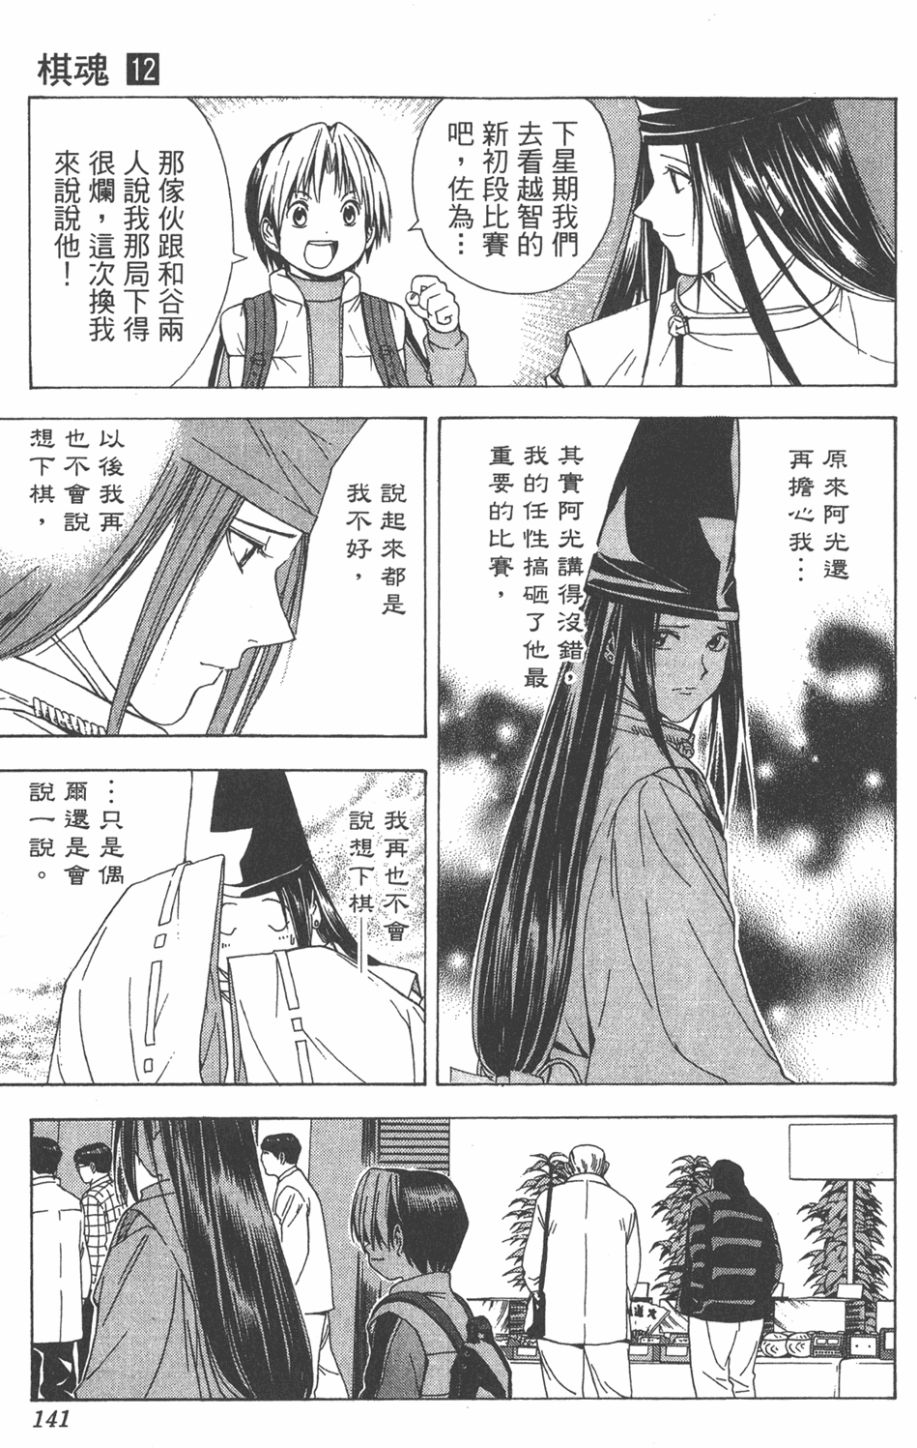 棋魂 12
下星期我們
去看越智的
新初段比賽
吧，佐為…
那傢伙跟和谷兩
人說我那局下得
很爛，這次換我
來說說他！
原來阿光還
再擔心我…
其實阿光講得沒錯。
我的任性搞砸了他最
重要的比賽，
說起來都是
我不好，
以後我再
也不會說
想下棋，
我再也不會
說想下棋—
…只是偶
爾還是會
說一說。
141